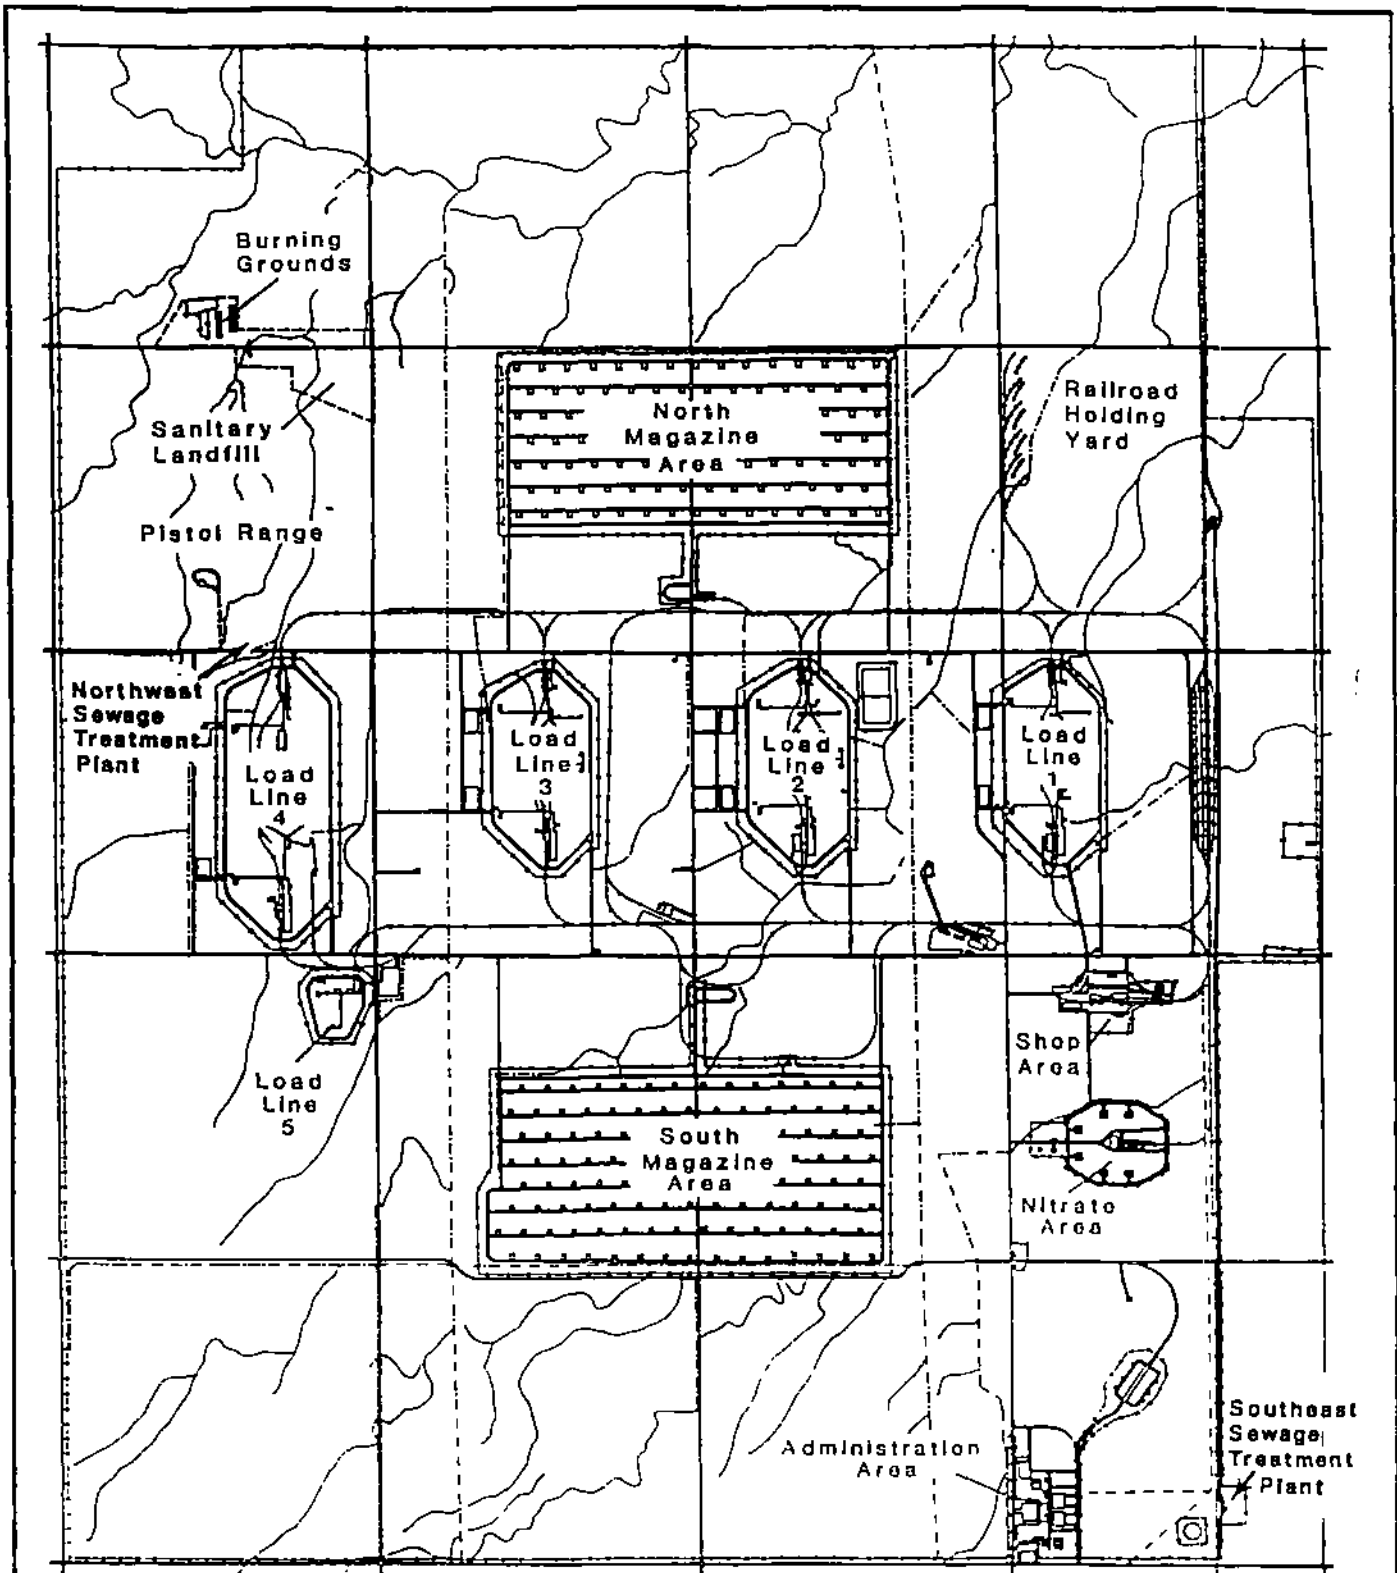 Burning
Grounds
Railroad
Holding
Yard
North
Magazine
Area
Sanitary
Landfill
Pistol Range
Northwest
Sewage
Treatment
Plant
Load
Line
4
Load
Line
3
Load
Line
2
Load
Line
1
Shop
Area
Load
Line
5
South
Magazine
Area
Nitrate
Area
Administration
Area
Southeast
Sewage
Treatment
Plant